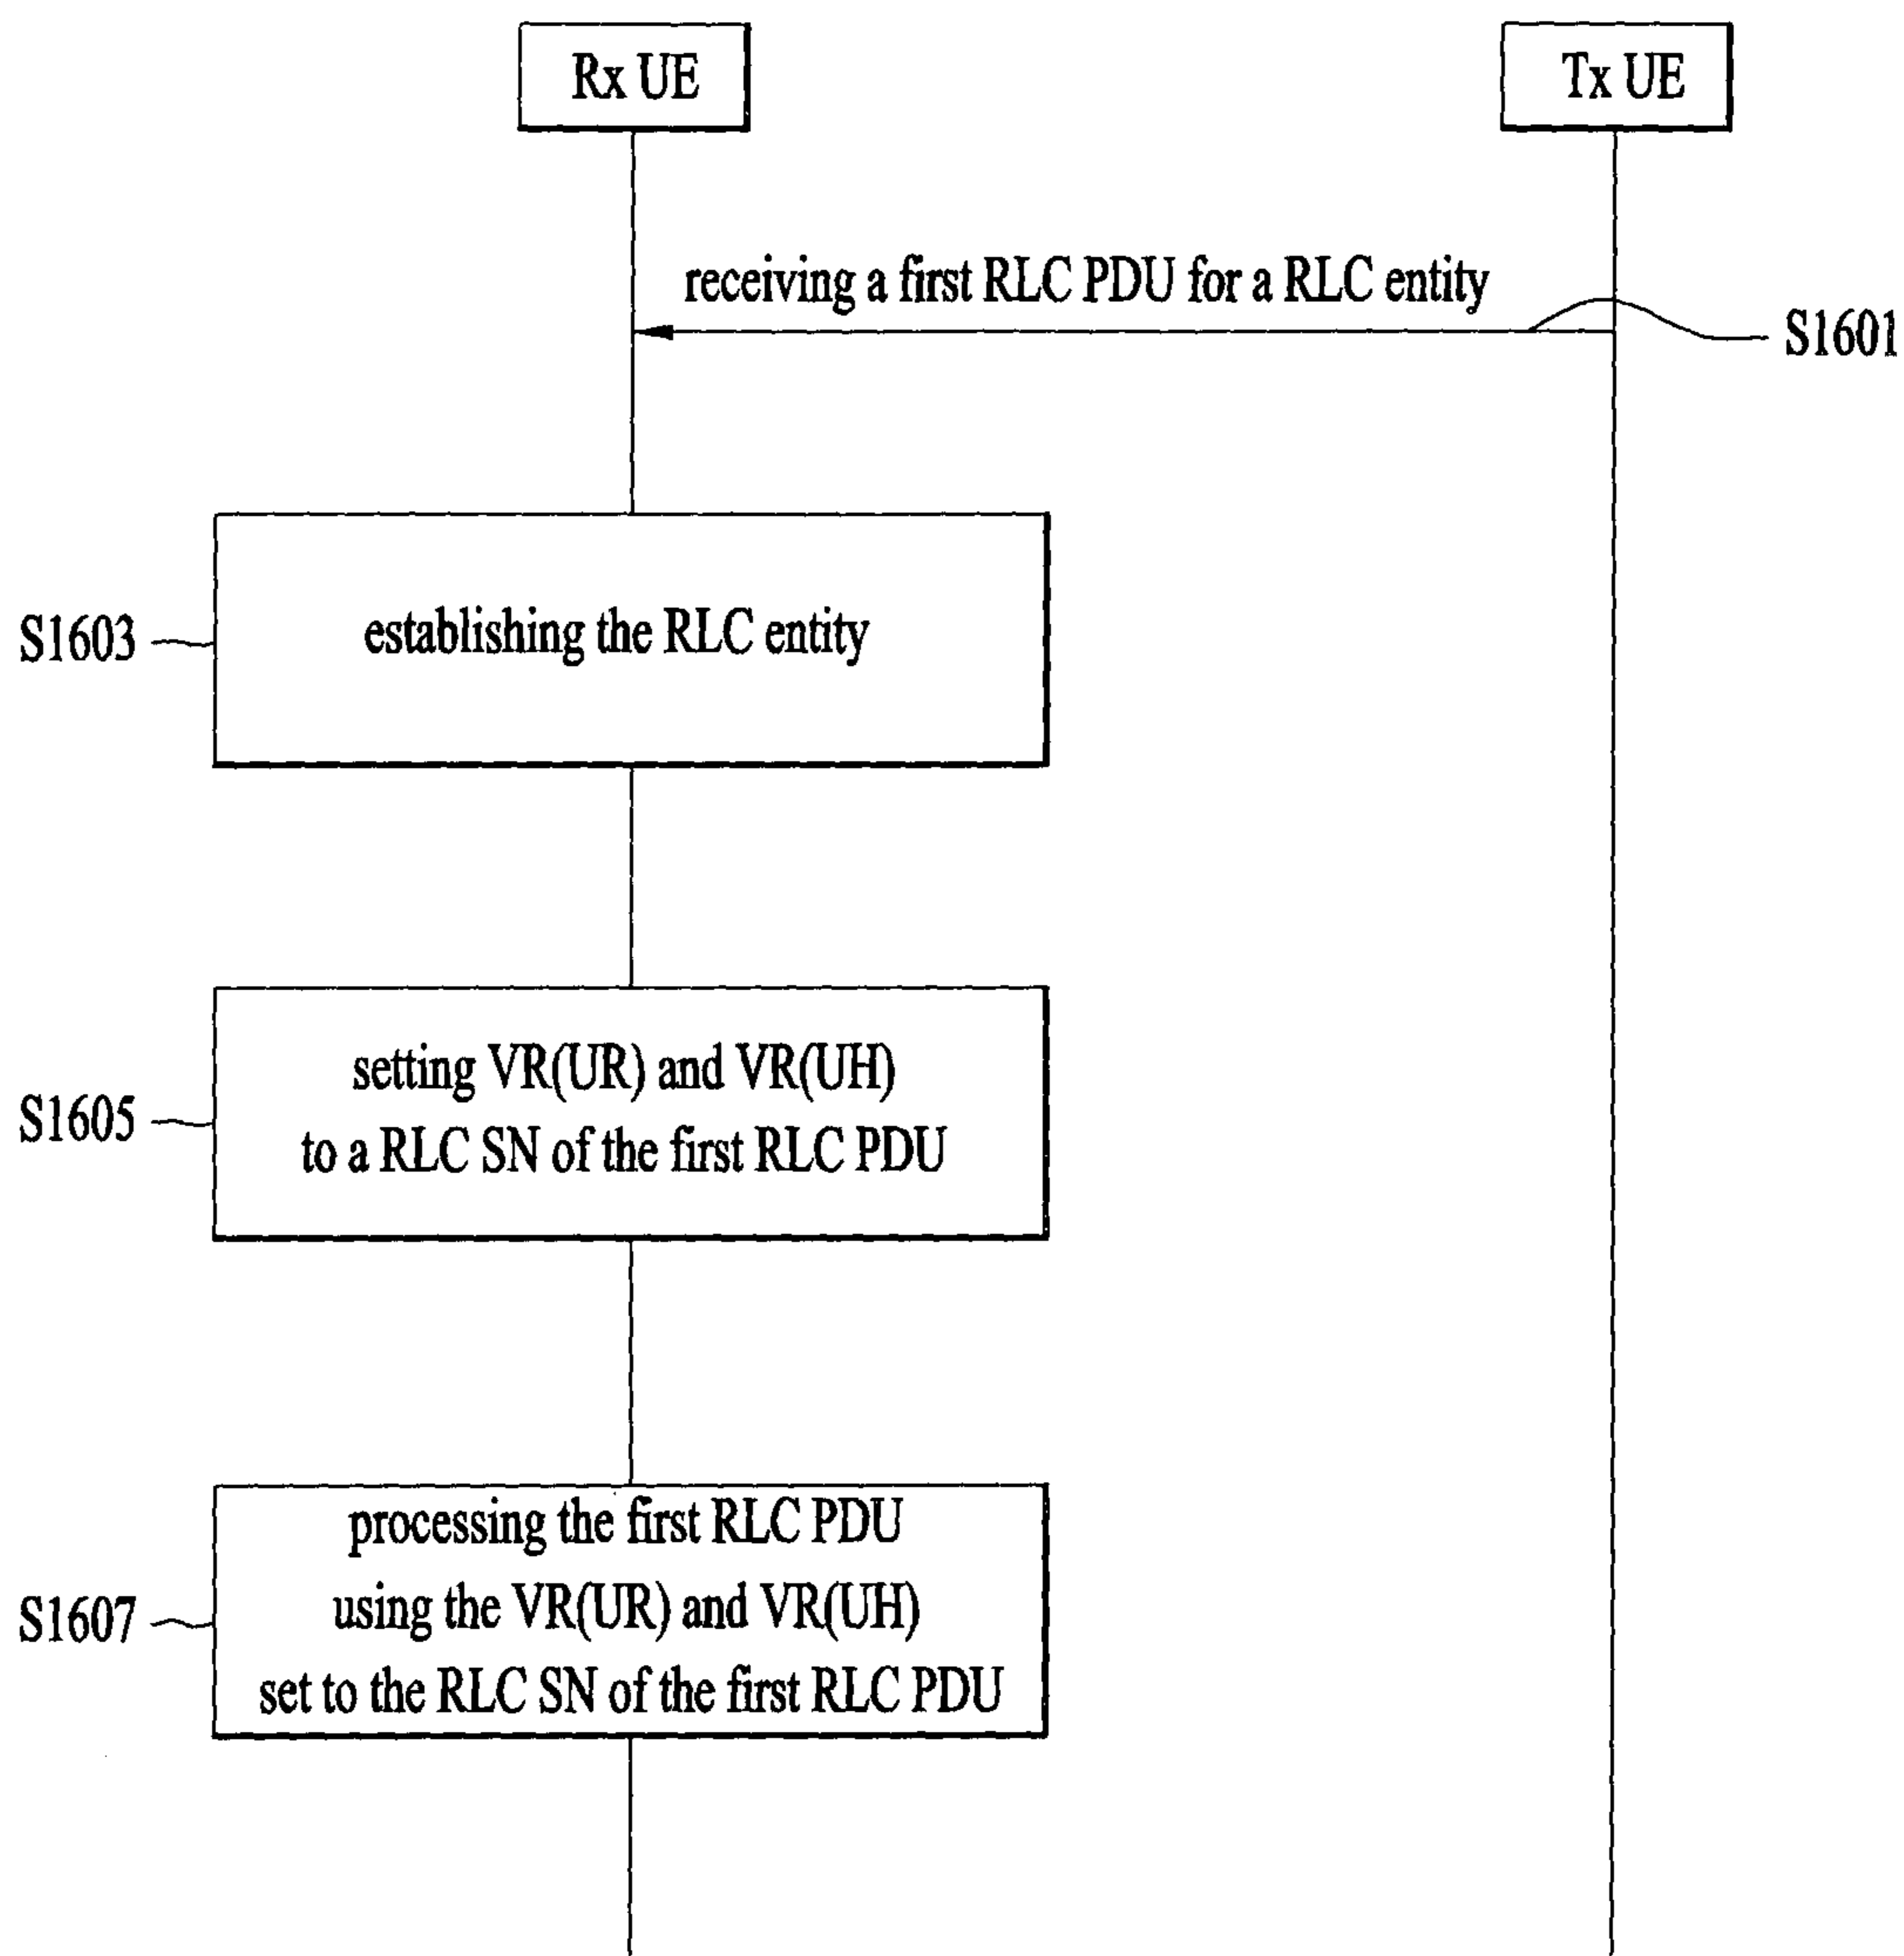 Rx UE
Tx UE
receiving a first RLC PDU for a RLC entity
S1601
S1603
establishing the RLC entity
S1605
setting VR(UR) and VR(UH)
to a RLC SN of the first RLC PDU
S1607
processing the first RLC PDU
using the VR(UR) and VR(UH)
set to the RLC SN of the first RLC PDU